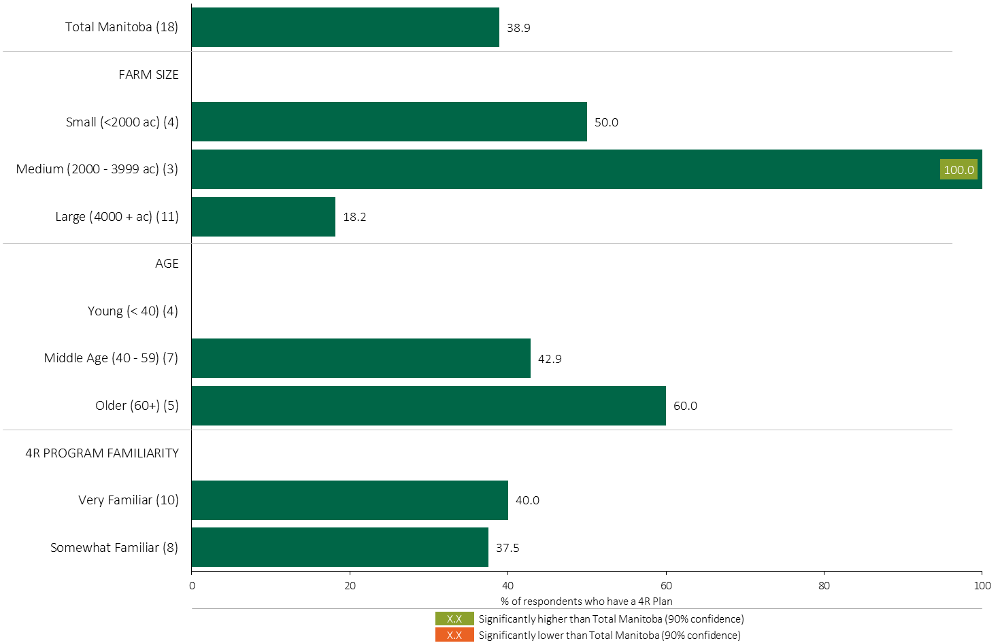 Total Manitoba (18)
38.9
FARM SIZE
Small (<2000 ac) (4)
50.0
Medium (2000 - 3999 ac) (3)
100.0
Large (4000 + ac) (11)
18.2
AGE
Young (< 40) (4)
Middle Age (40 - 59) (7)
42.9
Older (60+) (5)
60.0
4R PROGRAM FAMILIARITY
Very Familiar (10)
40.0
Somewhat Familiar (8)
37.5
0 20 40 60 80 100
% of respondents who have a 4R Plan
X.X Significantly higher than Total Manitoba (90% confidence)
X.X Significantly lower than Total Manitoba (90% confidence)